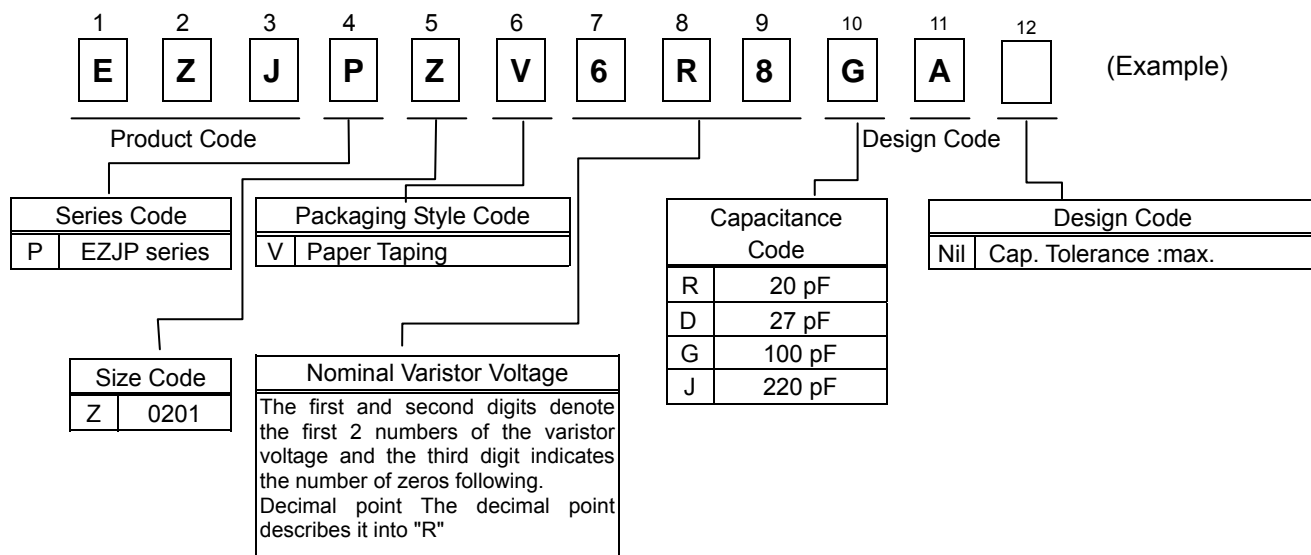 1 2 3 4 5 6 7 8 9 10 11 12
E Z J P Z V 6 R 8 G A (Example)
Product Code
Design Code
Series Code
P EZJP series
Packaging Style Code
V Paper Taping
Capacitance
Code
R 20 pF
D 27 pF
G 100 pF
J 220 pF
Design Code
Nil Cap. Tolerance :max.
Size Code
Z 0201
Nominal Varistor Voltage
The first and second digits denote
the first 2 numbers of the varistor
voltage and the third digit indicates
the number of zeros following.
Decimal point The decimal point
describes it into "R"